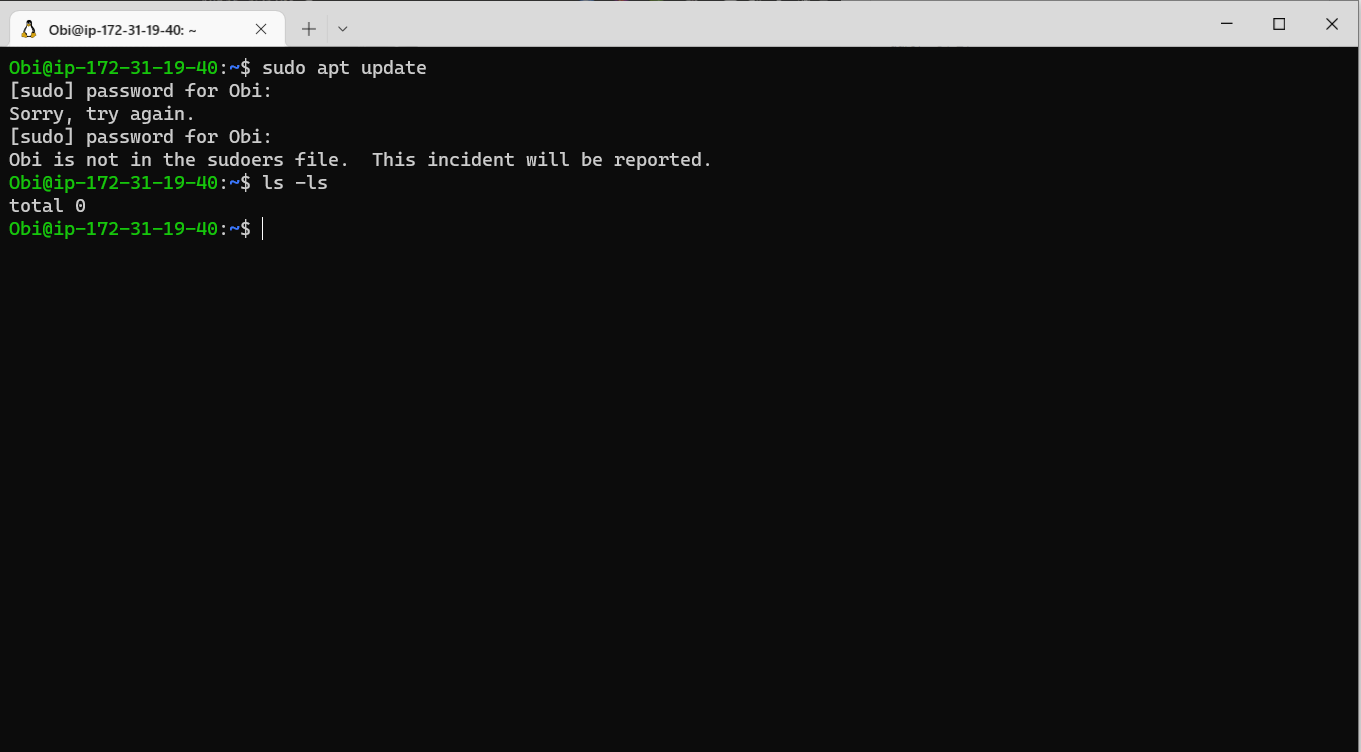 Obi@ip-172-31-19-40: ~
Obi@ip-172-31-19-40:~$ sudo apt update
[sudo] password for Obi:
Sorry, try again.
[sudo] password for Obi:
Obi is not in the sudoers file.  This incident will be reported.
Obi@ip-172-31-19-40:~$ ls -ls
total 0
Obi@ip-172-31-19-40:~$